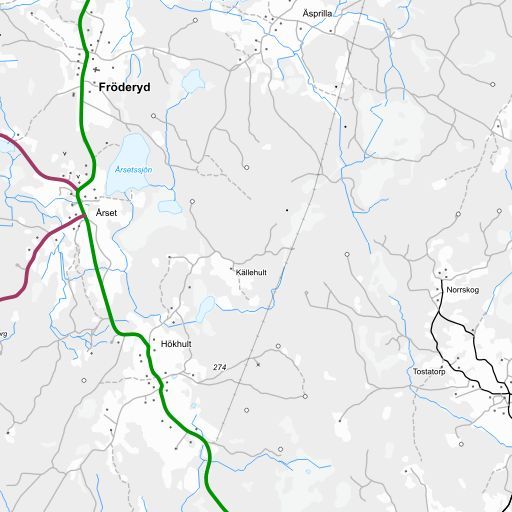 Äsprilla
Fröderyd
Årsetssjön
Årset
Källehult
Norrskog
Hökhult
274
Tostatorp